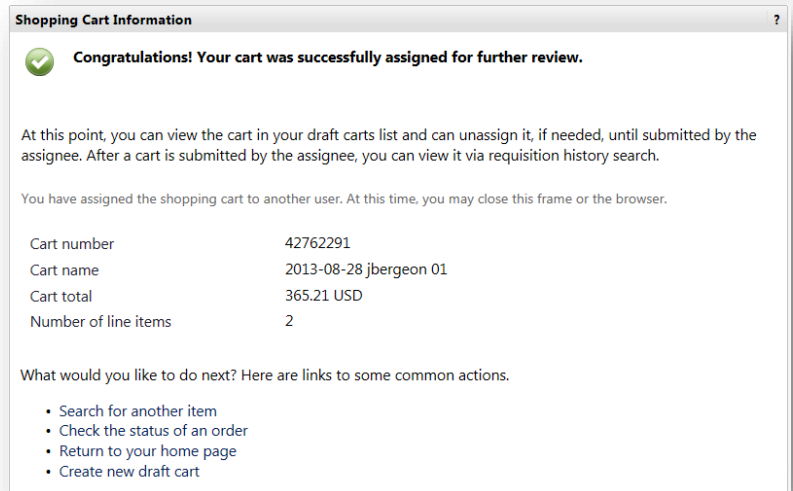 Shopping Cart Information ?
Congratulations! Your cart was successfully assigned for further review.
At this point, you can view the cart in your draft carts list and can unassign it, if needed, until submitted by the
assignee. After a cart is submitted by the assignee, you can view it via requisition history search.
You have assigned the shopping cart to another user. At this time, you may close this frame or the browser.
Cart number 42762291
Cart name 2013-08-28 jbergeon 01
Cart total 365.21 USD
Number of line items 2
What would you like to do next? Here are links to some common actions.
• Search for another item
• Check the status of an order
• Return to your home page
• Create new draft cart